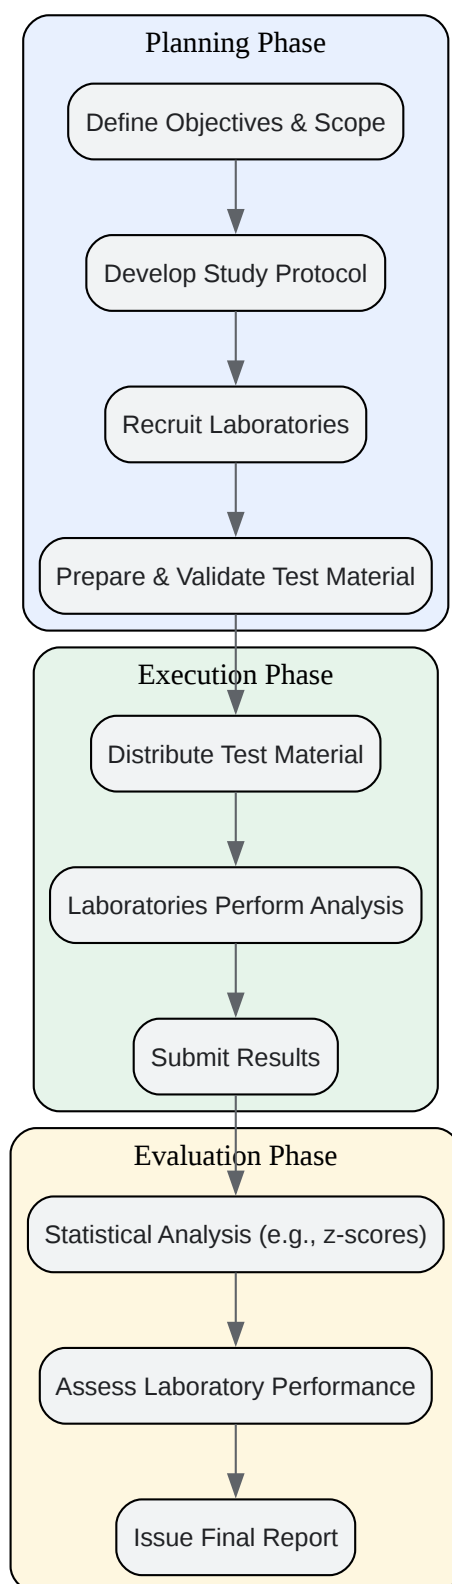 Planning Phase
Define Objectives & Scope
Develop Study Protocol
Recruit Laboratories
Prepare & Validate Test Material
Execution Phase
Distribute Test Material
Laboratories Perform Analysis
Submit Results
Evaluation Phase
Statistical Analysis (e.g., z-scores)
Assess Laboratory Performance
Issue Final Report